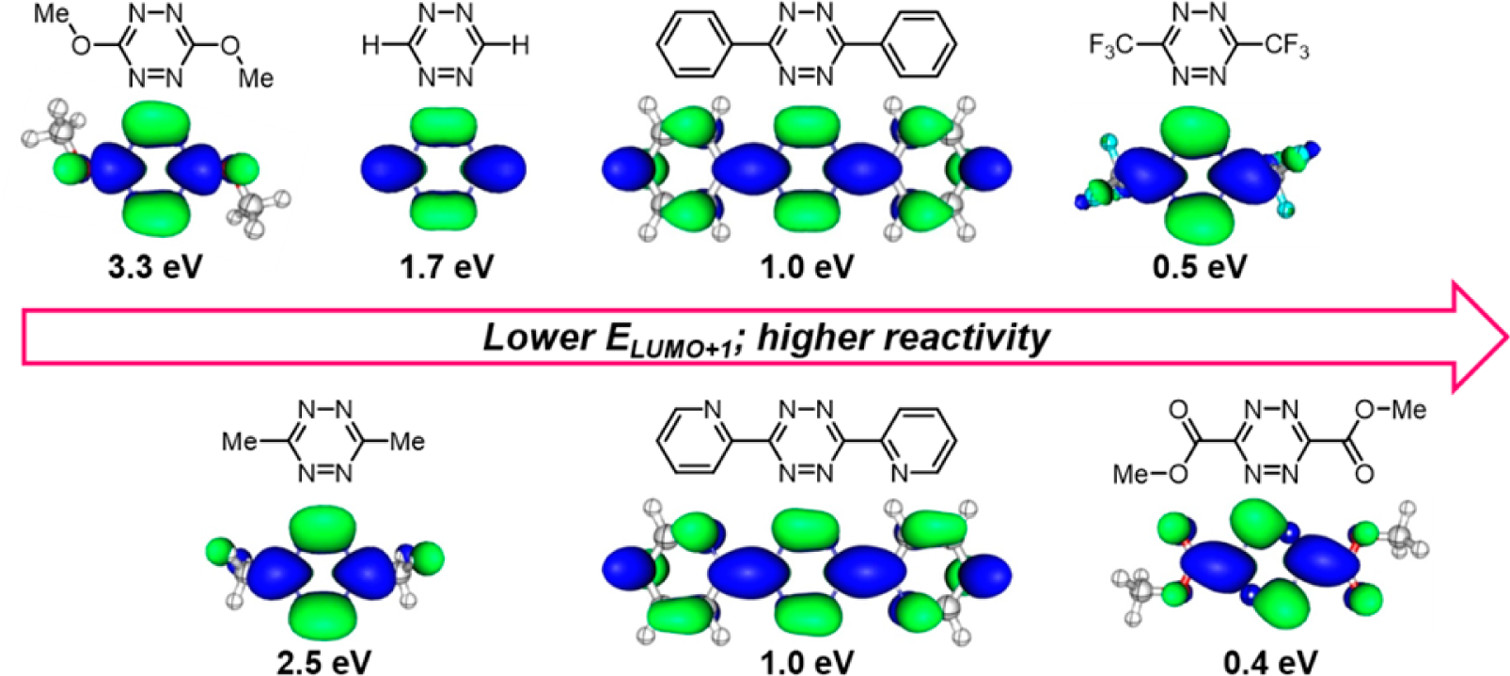 Me
O
N N
N=N
O
Me
H
N N
N=N
H
N N
N=N
F3C
N N
N=N
CF3
3.3 eV
1.7 eV
1.0 eV
0.5 eV
Lower ELUMO+1; higher reactivity
Me
N–N
N=N
Me
N
N–N
N=N
N
O
Me–O
N–N
N=N
O–Me
O
2.5 eV
1.0 eV
0.4 eV